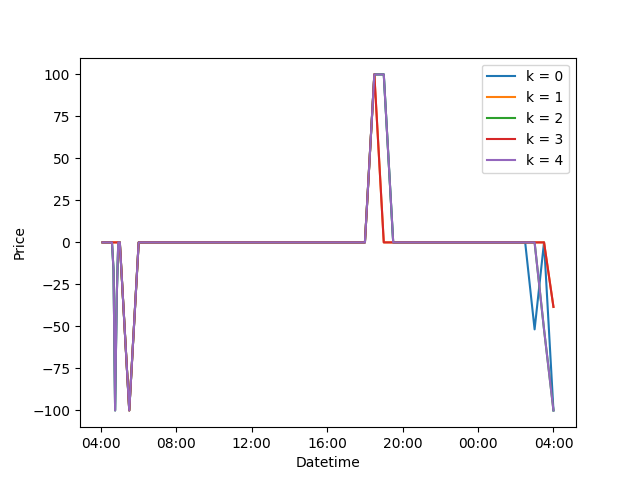 100
75
50
25
0
−25
−50
−75
−100
Price
k = 0
k = 1
k = 2
k = 3
k = 4
04:00 08:00 12:00 16:00 20:00 00:00 04:00
Datetime